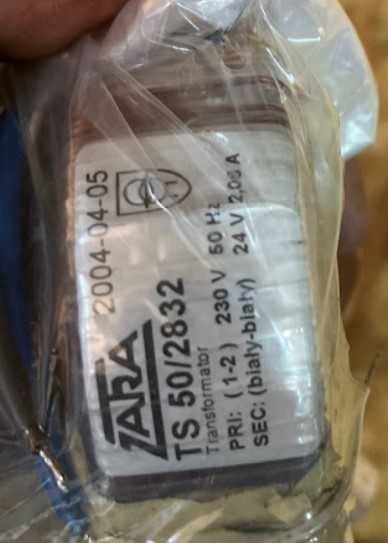 2004-04-05
ZARA
TS 50/2832
Transformator
PRI: (1-2) 230 V 50 Hz
SEC: (biały-biały) 24 V 2,08 A